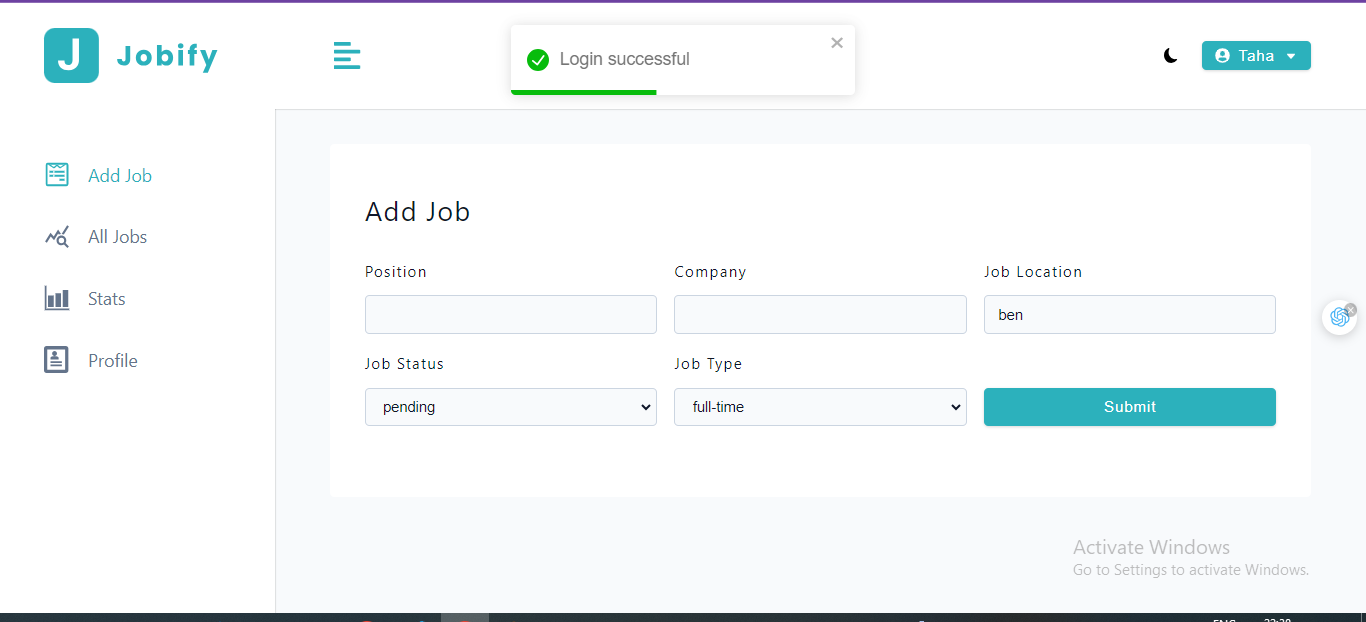 J Jobify
Login successful
Taha
Add Job
All Jobs
Stats
Profile
Add Job
Position Company Job Location
ben
Job Status Job Type
pending full-time Submit
Activate Windows
Go to Settings to activate Windows.